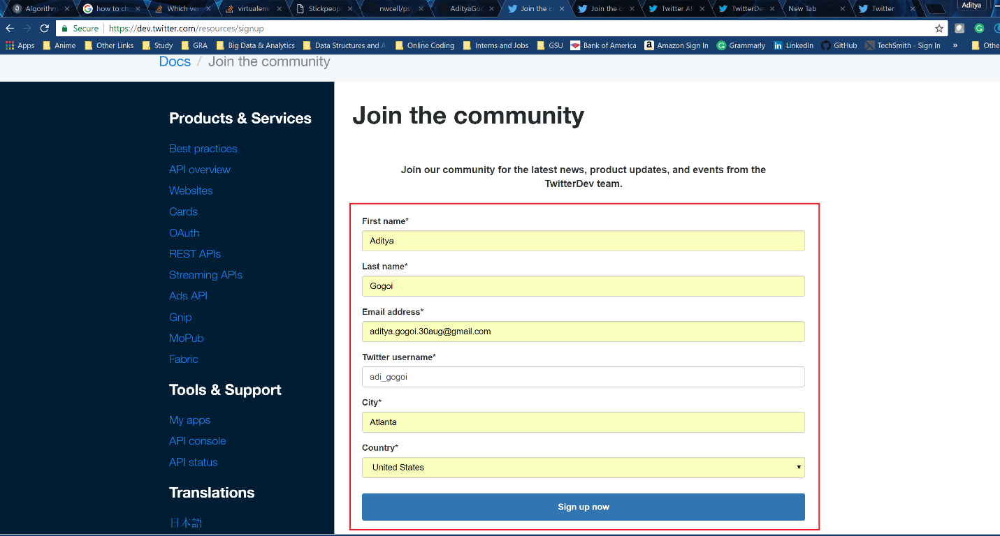 Algorithm
how to ch
Which ver
virtualenv
Stickpeop
nwcell/ps
AdityaGo
Join the c
Join the c
Twitter A
TwitterDe
New Tab
Twitter
Aditya
Secure
https://dev.twitter.com/resources/signup
Apps
Anime
Other Links
Study
GRA
Big Data & Analytics
Data Structures and A
Online Coding
Interns and Jobs
GSU
Bank of America
Amazon Sign In
Grammarly
LinkedIn
GitHub
TechSmith - Sign In
»
Othe
Docs / Join the community
Products & Services
Best practices
API overview
Websites
Cards
OAuth
REST APIs
Streaming APIs
Ads API
Gnip
MoPub
Fabric
Tools & Support
My apps
API console
API status
Translations
日本語
Join the community
Join our community for the latest news, product updates, and events from the
TwitterDev team.
First name*
Aditya
Last name*
Gogoi
Email address*
aditya.gogoi.30aug@gmail.com
Twitter username*
adi_gogoi
City*
Atlanta
Country*
United States
Sign up now